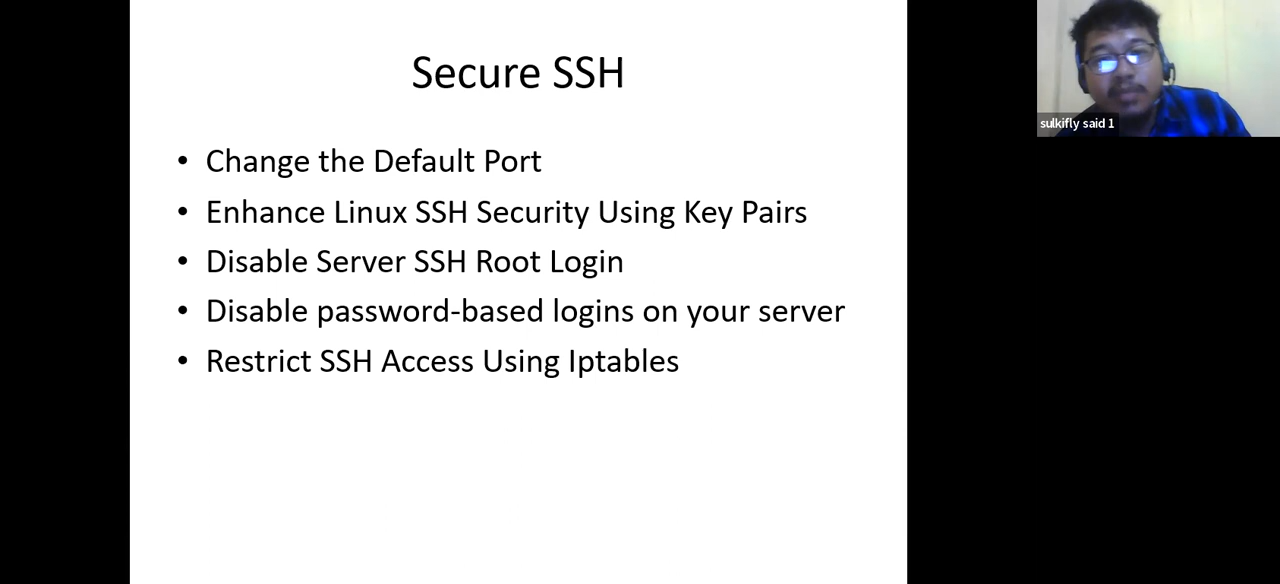 Secure SSH
• Change the Default Port
• Enhance Linux SSH Security Using Key Pairs
• Disable Server SSH Root Login
• Disable password-based logins on your server
• Restrict SSH Access Using Iptables
sulkifly said 1